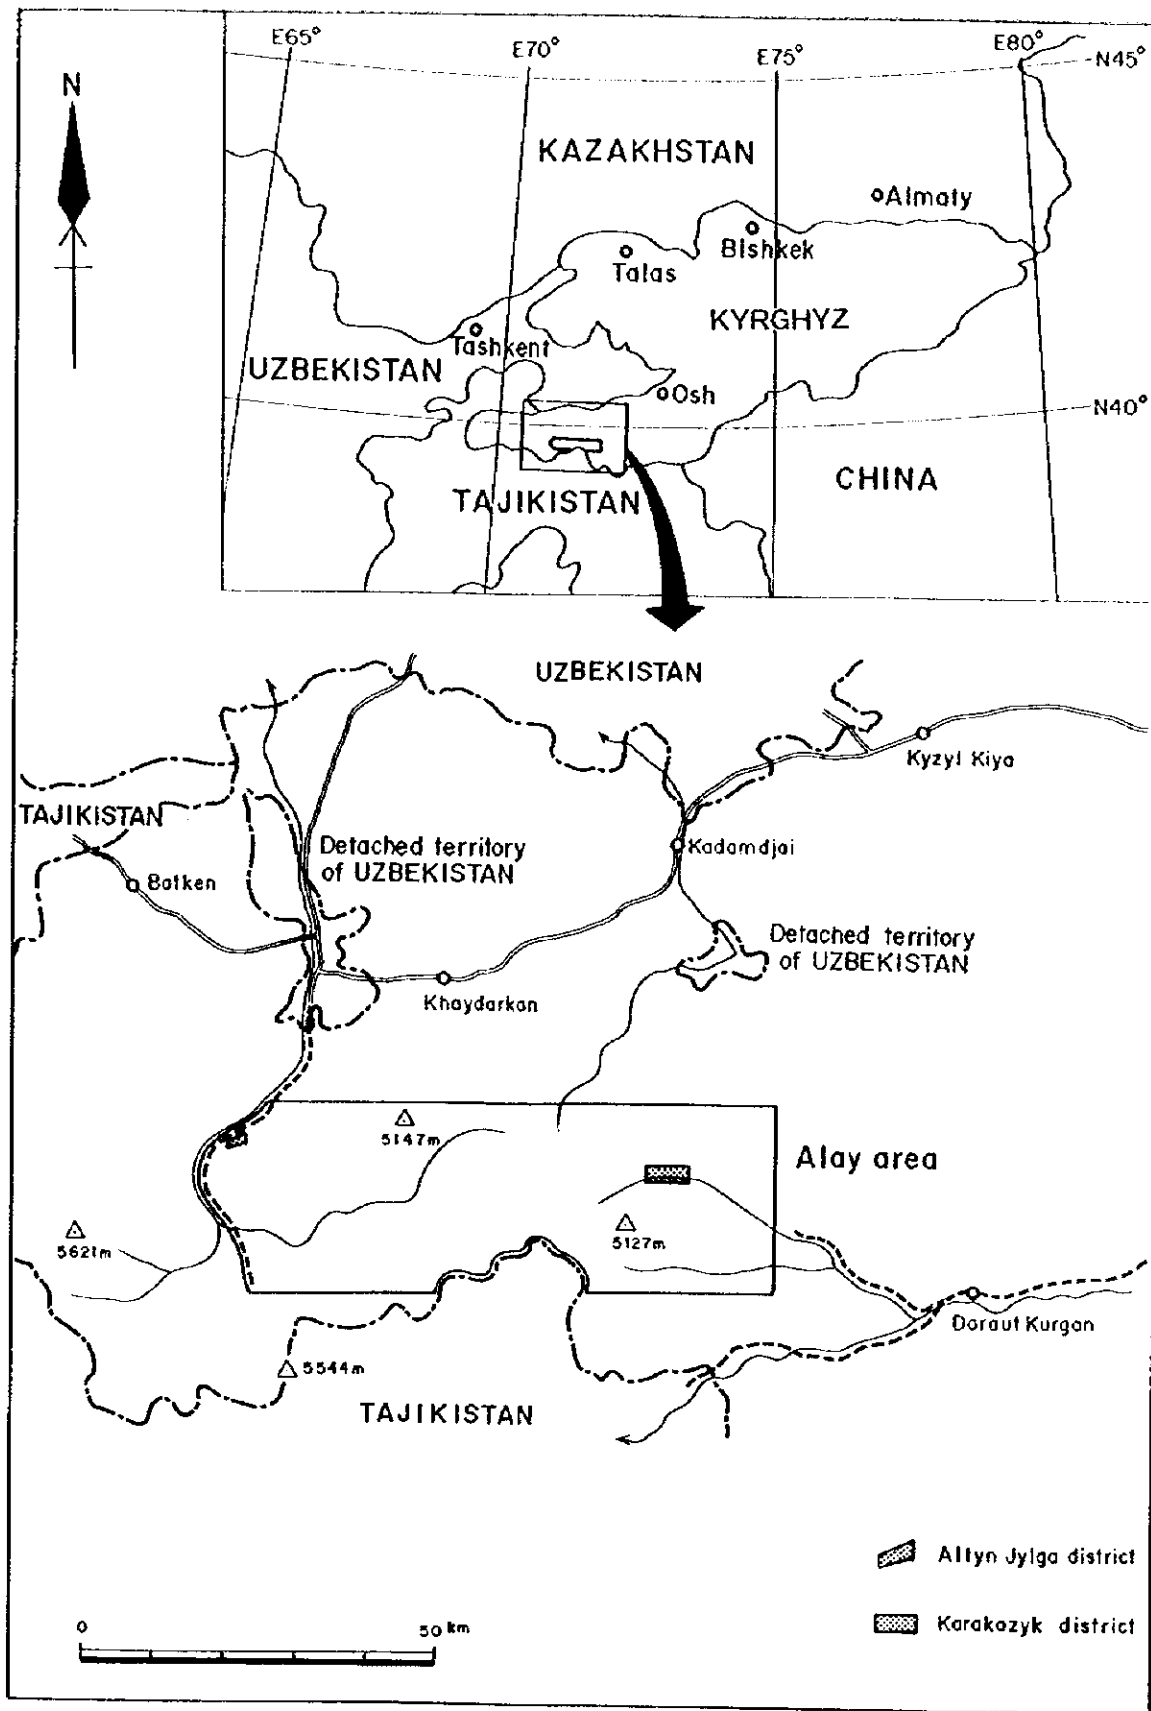 E65°
E70°
E75°
E80°
N45°
N
KAZAKHSTAN
Almaty
Bishkek
Talas
KYRGHYZ
Tashkent
UZBEKISTAN
Osh
N40°
CHINA
TAJIKISTAN
UZBEKISTAN
Kyzyl Kiya
TAJIKISTAN
Detached territory
of UZBEKISTAN
Kadamdjai
Batken
Detached territory
of UZBEKISTAN
Khaydarkan
5147m
Alay area
5621m
5127m
Doraut Kurgan
5544m
TAJIKISTAN
Altyn Jylga district
0
50 km
Karakazyk district